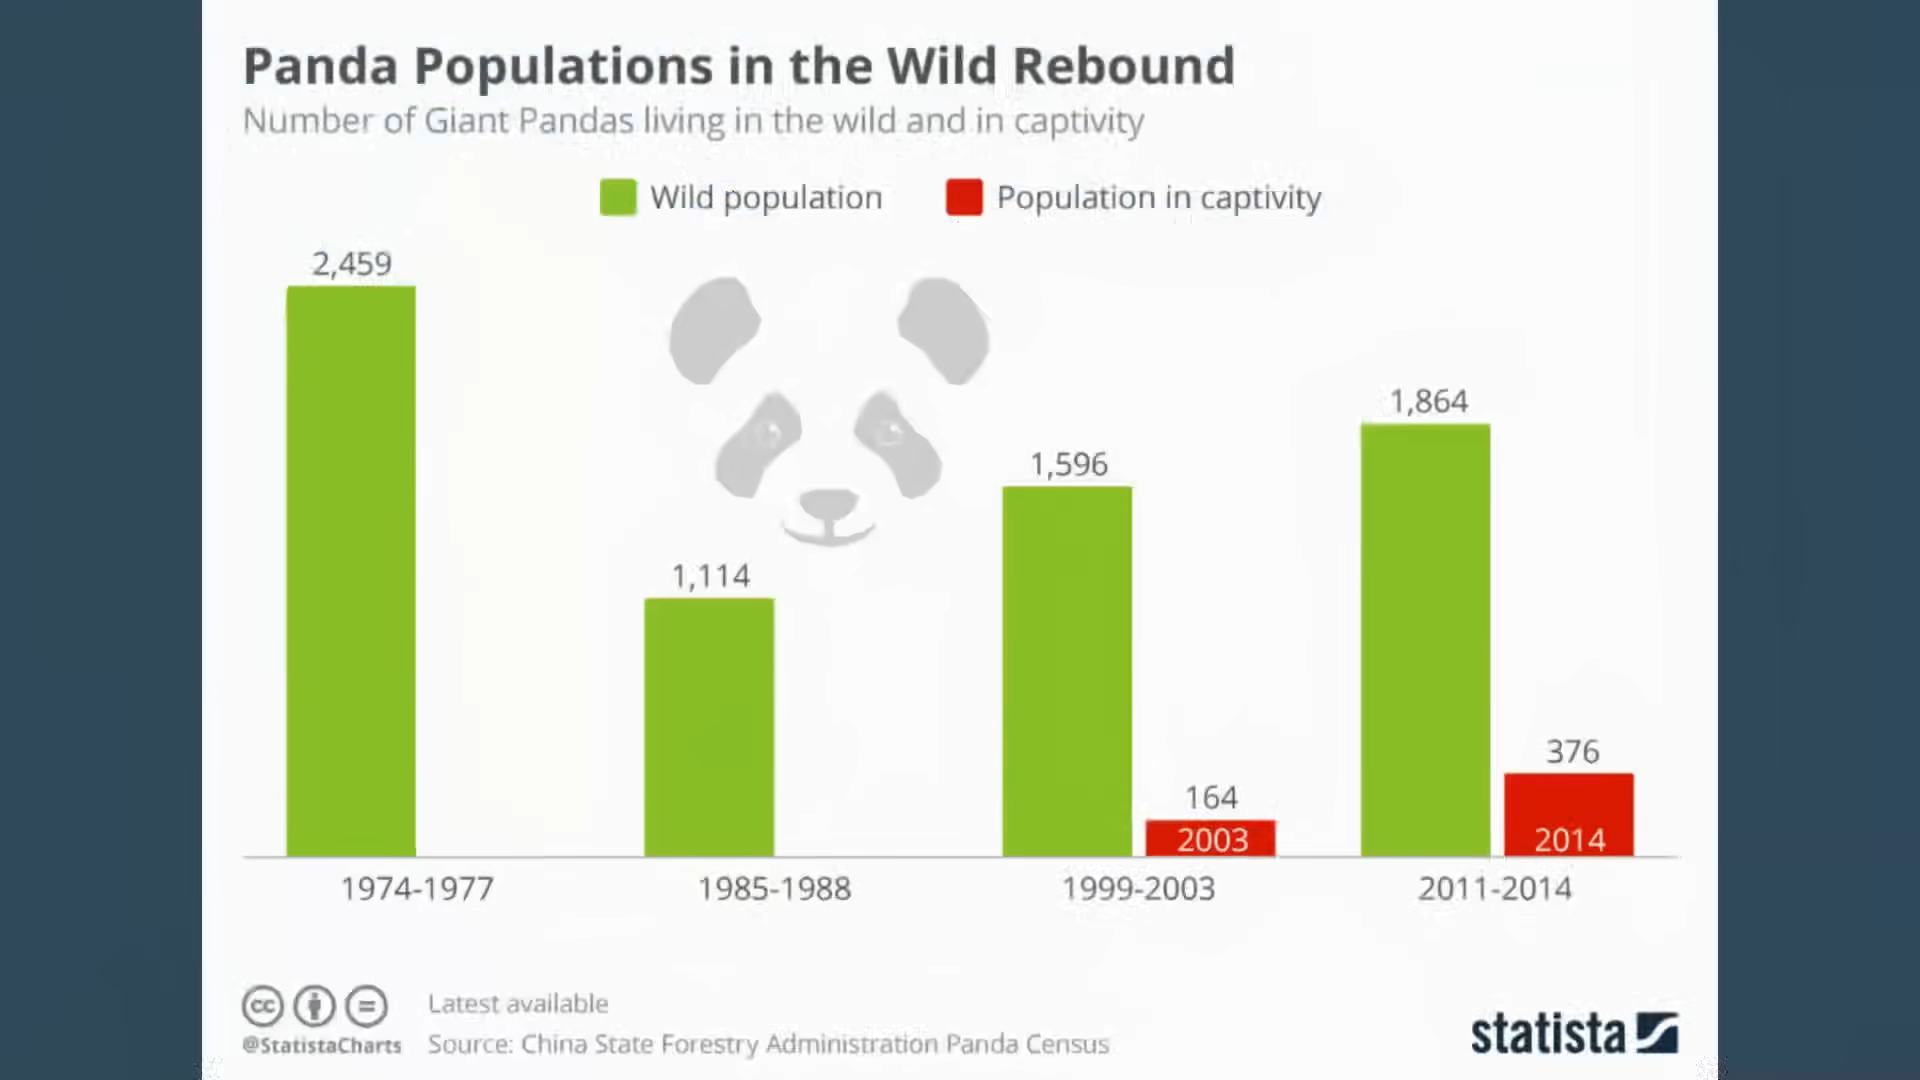 Panda Populations in the Wild Rebound
Number of Giant Pandas living in the wild and in captivity
Wild population
Population in captivity
2,459
1,114
1,596
164
2003
1,864
376
2014
1974-1977
1985-1988
1999-2003
2011-2014
cc
@StatistaCharts
Latest available
Source: China State Forestry Administration Panda Census
statista